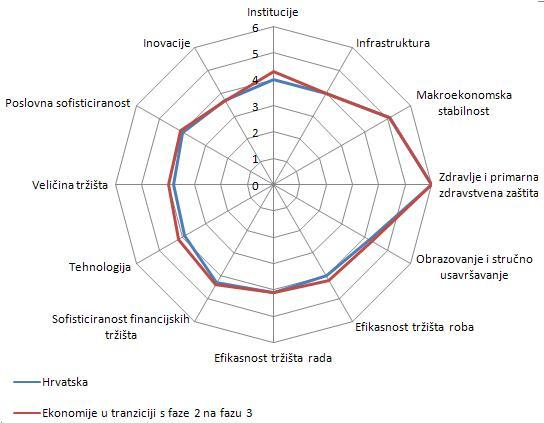 Institucije
Infrastruktura
Makroekonomska
stabilnost
Zdravlje i primarna
zdravstvena zaštita
Obrazovanje i stručno
usavršavanje
Efikasnost tržišta roba
Efikasnost tržišta rada
Sofisticiranost financijskih
tržišta
Tehnologija
Veličina tržišta
Poslovna sofisticiranost
Inovacije
6
5
4
3
2
1
0
Hrvatska
Ekonomije u tranziciji s faze 2 na fazu 3